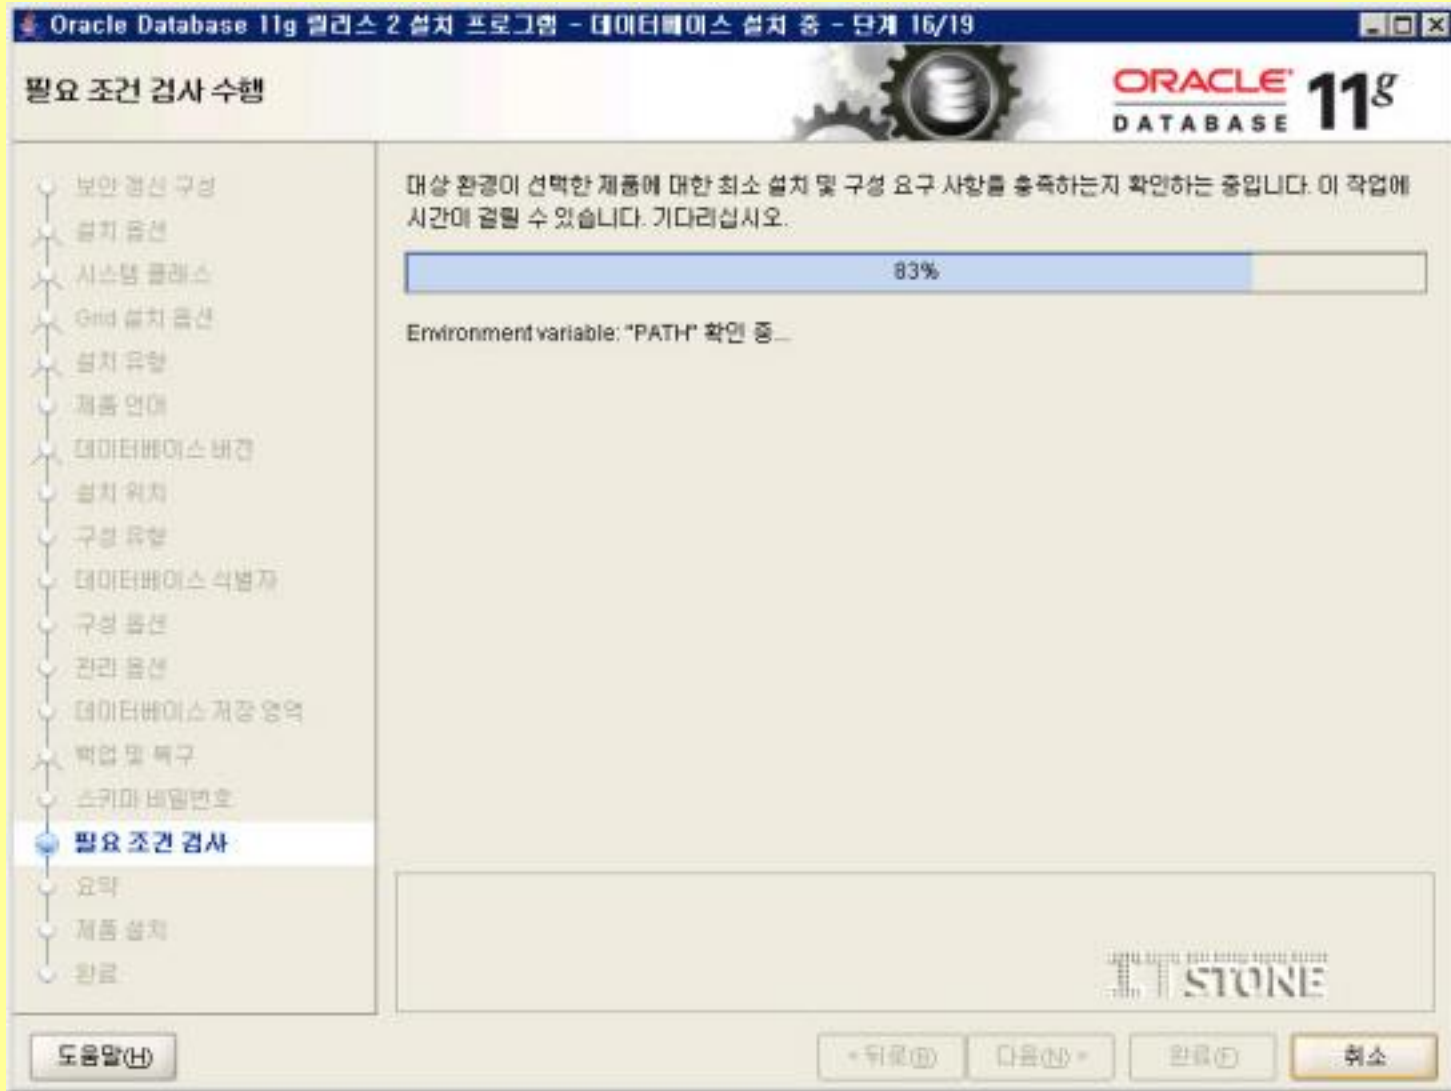 Oracle Database 11g 릴리스 2 설치 프로그램 - 데이터베이스 설치 중 - 단계 16/19
필요 조건 검사 수행
ORACLE 11g
DATABASE
보안 갱신 구성
설치 옵션
시스템 클래스
Grid 설치 옵션
설치 유형
제품 언어
데이터베이스 버전
설치 위치
구성 유형
데이터베이스 식별자
구성 옵션
관리 옵션
데이터베이스 저장 영역
백업 및 복구
스키마 비밀번호
필요 조건 검사
요약
제품 설치
완료
대상 환경이 선택한 제품에 대한 최소 설치 및 구성 요구 사항을 충족하는지 확인하는 중입니다. 이 작업에
시간이 걸릴 수 있습니다. 기다리십시오.
83%
Environment variable: "PATH" 확인 중...
IT STONE
도움말(H)
< 뒤로(B) 다음(N) > 완료(F) 취소